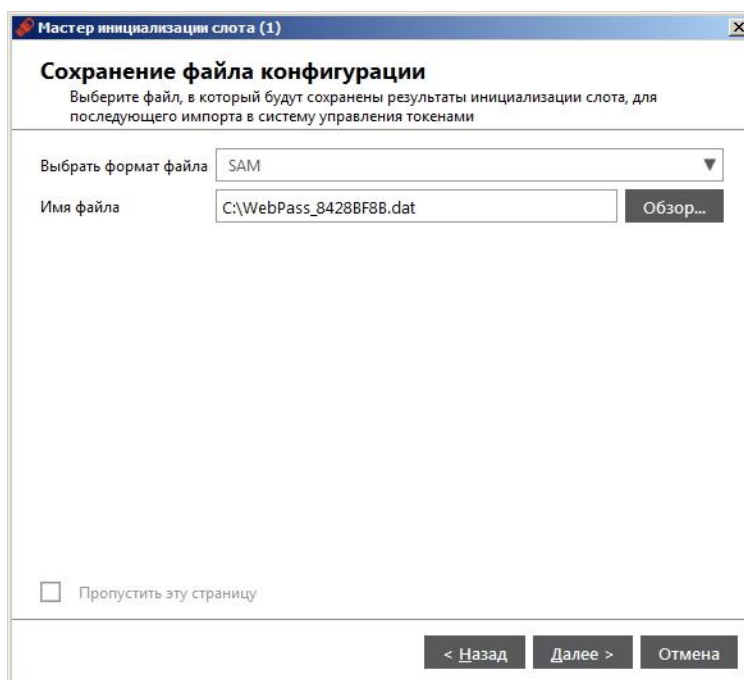 Мастер инициализации слота (1)
Сохранение файла конфигурации
Выберите файл, в который будут сохранены результаты инициализации слота, для
последующего импорта в систему управления токенами
Выбрать формат файла SAM
Имя файла C:\WebPass_8428BF8B.dat Обзор...
Пропустить эту страницу
< Назад Далее > Отмена